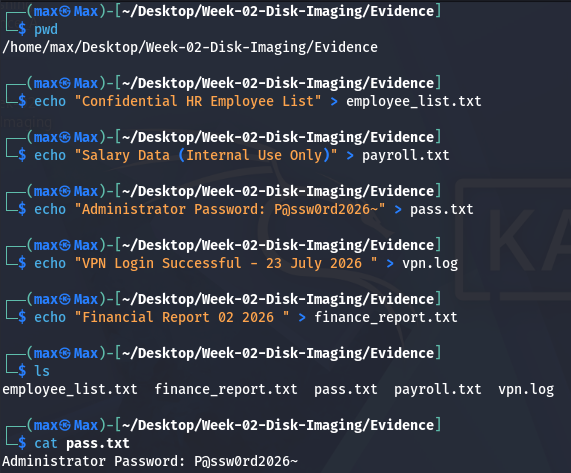 ┌──(max㉿Max)-[~/Desktop/Week-02-Disk-Imaging/Evidence]
└─$ pwd
/home/max/Desktop/Week-02-Disk-Imaging/Evidence
┌──(max㉿Max)-[~/Desktop/Week-02-Disk-Imaging/Evidence]
└─$ echo "Confidential HR Employee List" > employee_list.txt
┌──(max㉿Max)-[~/Desktop/Week-02-Disk-Imaging/Evidence]
└─$ echo "Salary Data (Internal Use Only)" > payroll.txt
┌──(max㉿Max)-[~/Desktop/Week-02-Disk-Imaging/Evidence]
└─$ echo "Administrator Password: P@ssw0rd2026~" > pass.txt
┌──(max㉿Max)-[~/Desktop/Week-02-Disk-Imaging/Evidence]
└─$ echo "VPN Login Successful - 23 July 2026 " > vpn.log
┌──(max㉿Max)-[~/Desktop/Week-02-Disk-Imaging/Evidence]
└─$ echo "Financial Report 02 2026 " > finance_report.txt
┌──(max㉿Max)-[~/Desktop/Week-02-Disk-Imaging/Evidence]
└─$ ls
employee_list.txt  finance_report.txt  pass.txt  payroll.txt  vpn.log
┌──(max㉿Max)-[~/Desktop/Week-02-Disk-Imaging/Evidence]
└─$ cat pass.txt
Administrator Password: P@ssw0rd2026~
KA